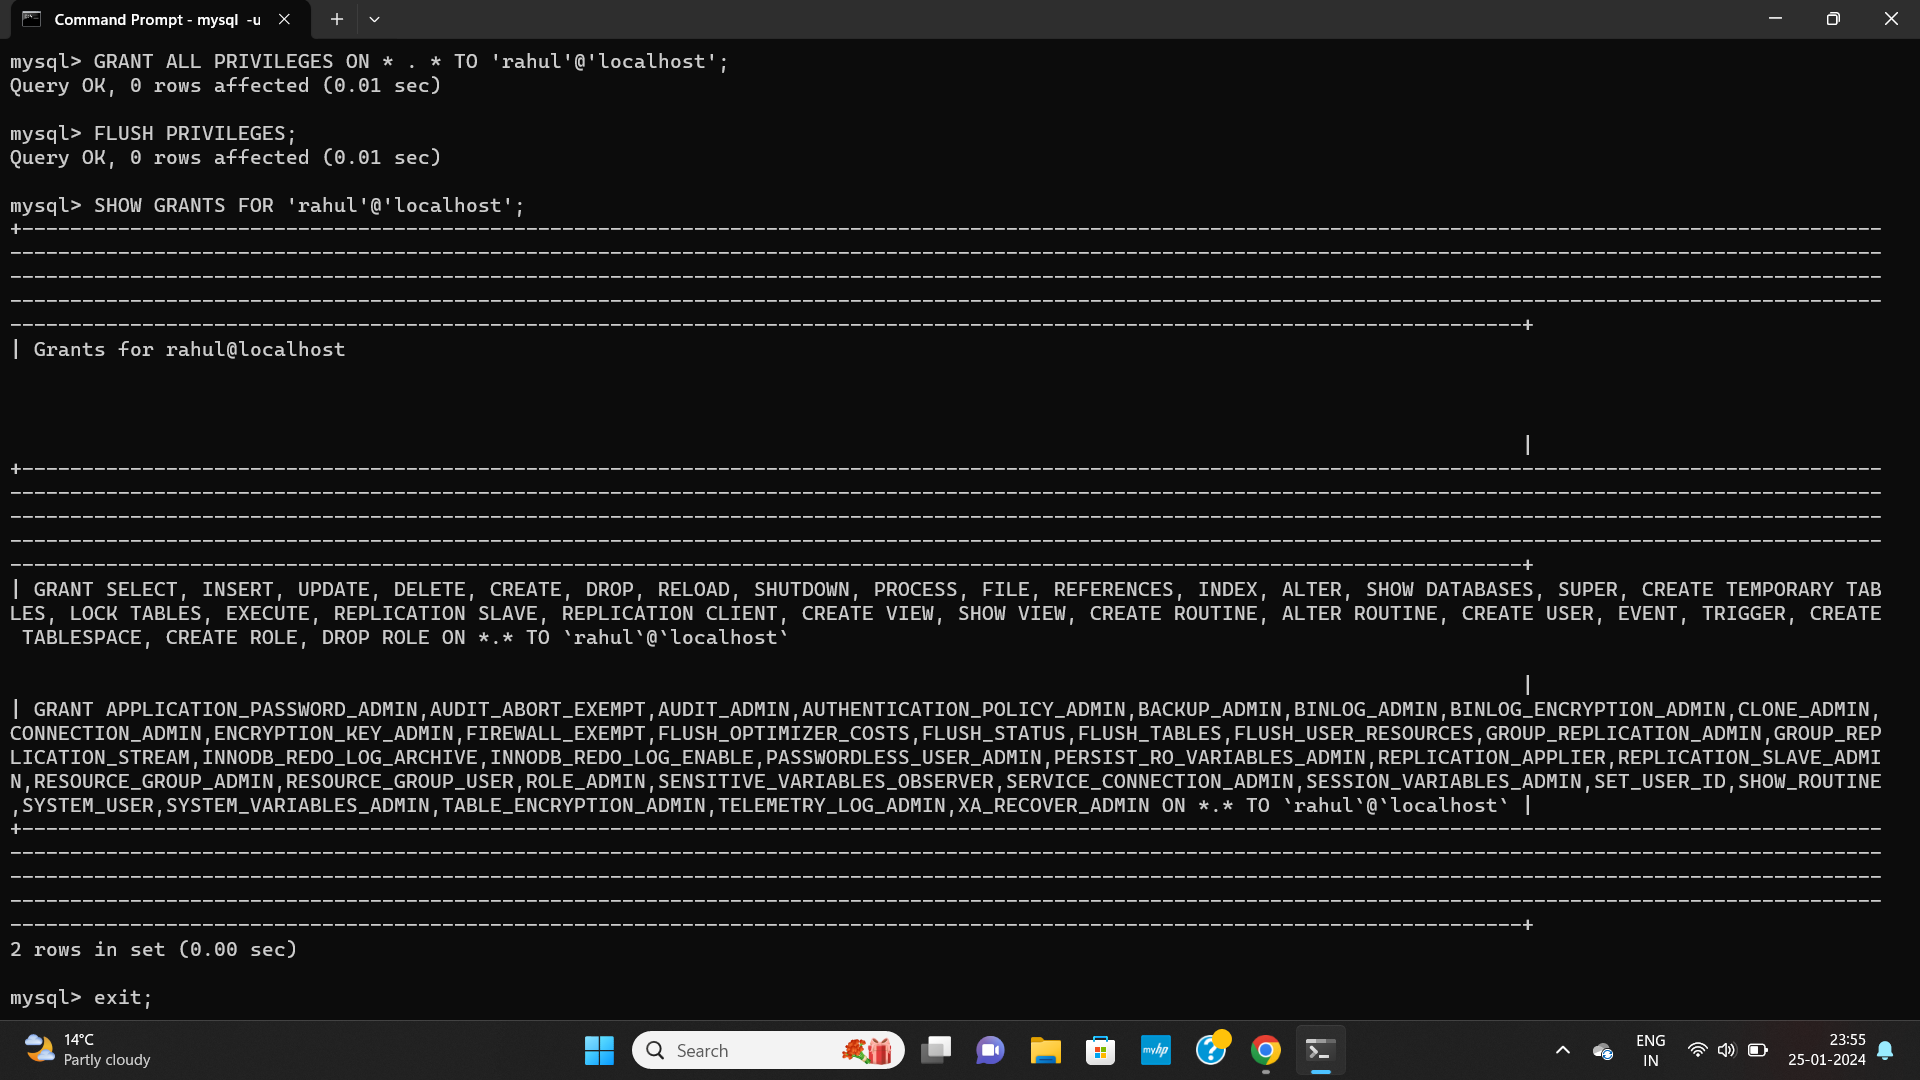 Command Prompt - mysql -u
mysql> GRANT ALL PRIVILEGES ON * . * TO 'rahul'@'localhost';
Query OK, 0 rows affected (0.01 sec)
mysql> FLUSH PRIVILEGES;
Query OK, 0 rows affected (0.01 sec)
mysql> SHOW GRANTS FOR 'rahul'@'localhost';
| Grants for rahul@localhost
|
| GRANT SELECT, INSERT, UPDATE, DELETE, CREATE, DROP, RELOAD, SHUTDOWN, PROCESS, FILE, REFERENCES, INDEX, ALTER, SHOW DATABASES, SUPER, CREATE TEMPORARY TAB
LES, LOCK TABLES, EXECUTE, REPLICATION SLAVE, REPLICATION CLIENT, CREATE VIEW, SHOW VIEW, CREATE ROUTINE, ALTER ROUTINE, CREATE USER, EVENT, TRIGGER, CREATE
TABLESPACE, CREATE ROLE, DROP ROLE ON *.* TO `rahul`@`localhost`
|
| GRANT APPLICATION_PASSWORD_ADMIN,AUDIT_ABORT_EXEMPT,AUDIT_ADMIN,AUTHENTICATION_POLICY_ADMIN,BACKUP_ADMIN,BINLOG_ADMIN,BINLOG_ENCRYPTION_ADMIN,CLONE_ADMIN,
CONNECTION_ADMIN,ENCRYPTION_KEY_ADMIN,FIREWALL_EXEMPT,FLUSH_OPTIMIZER_COSTS,FLUSH_STATUS,FLUSH_TABLES,FLUSH_USER_RESOURCES,GROUP_REPLICATION_ADMIN,GROUP_REP
LICATION_STREAM,INNODB_REDO_LOG_ARCHIVE,INNODB_REDO_LOG_ENABLE,PASSWORDLESS_USER_ADMIN,PERSIST_RO_VARIABLES_ADMIN,REPLICATION_APPLIER,REPLICATION_SLAVE_ADMI
N,RESOURCE_GROUP_ADMIN,RESOURCE_GROUP_USER,ROLE_ADMIN,SENSITIVE_VARIABLES_OBSERVER,SERVICE_CONNECTION_ADMIN,SESSION_VARIABLES_ADMIN,SET_USER_ID,SHOW_ROUTINE
,SYSTEM_USER,SYSTEM_VARIABLES_ADMIN,TABLE_ENCRYPTION_ADMIN,TELEMETRY_LOG_ADMIN,XA_RECOVER_ADMIN ON *.* TO `rahul`@`localhost` |
2 rows in set (0.00 sec)
mysql> exit;
14°C
Partly cloudy
Search
myhp
ENG
IN
23:55
25-01-2024